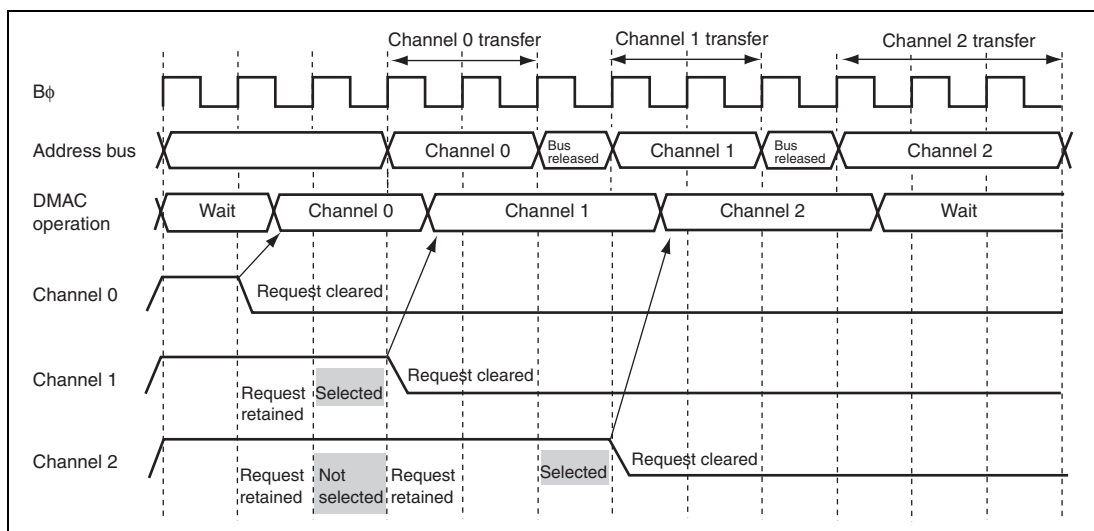 Channel 0 transfer Channel 1 transfer Channel 2 transfer
Bϕ
Address bus Channel 0 Bus released Channel 1 Bus released Channel 2
DMAC operation Wait Channel 0 Channel 1 Channel 2 Wait
Channel 0 Request cleared
Channel 1 Request retained Selected Request cleared
Channel 2 Request retained Not selected Request retained Selected Request cleared